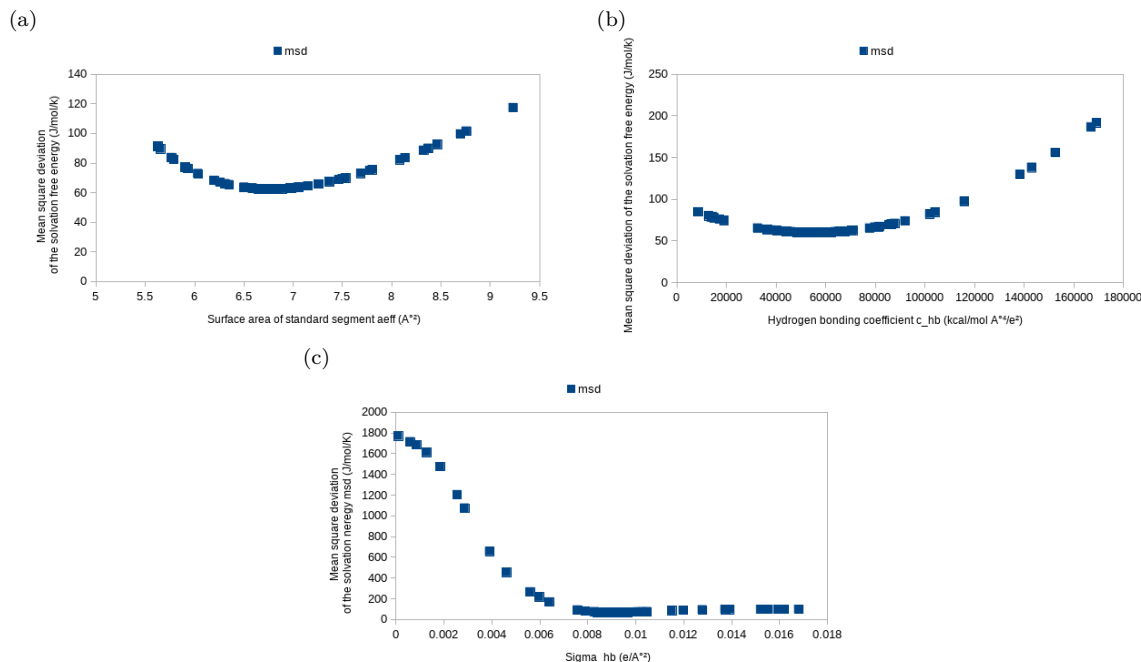 (a)
msd
Mean square deviation
of the solvation free energy (J/mol/k)
140
120
100
80
60
40
20
0
5 5.5 6 6.5 7 7.5 8 8.5 9 9.5
Surface area of standard segment aeff (A°²)
(b)
msd
Mean square deviation of the solvation free energy (J/mol/k)
250
200
150
100
50
0
0 20000 40000 60000 80000 100000 120000 140000 160000 180000
Hydrogen bonding coefficient c_hb (kcal/mol A°⁴/e²)
(c)
msd
Mean square deviation
of the solvation neregy msd (J/mol/K)
2000
1800
1600
1400
1200
1000
800
600
400
200
0
0 0.002 0.004 0.006 0.008 0.01 0.012 0.014 0.016 0.018
Sigma_hb (e/A°²)